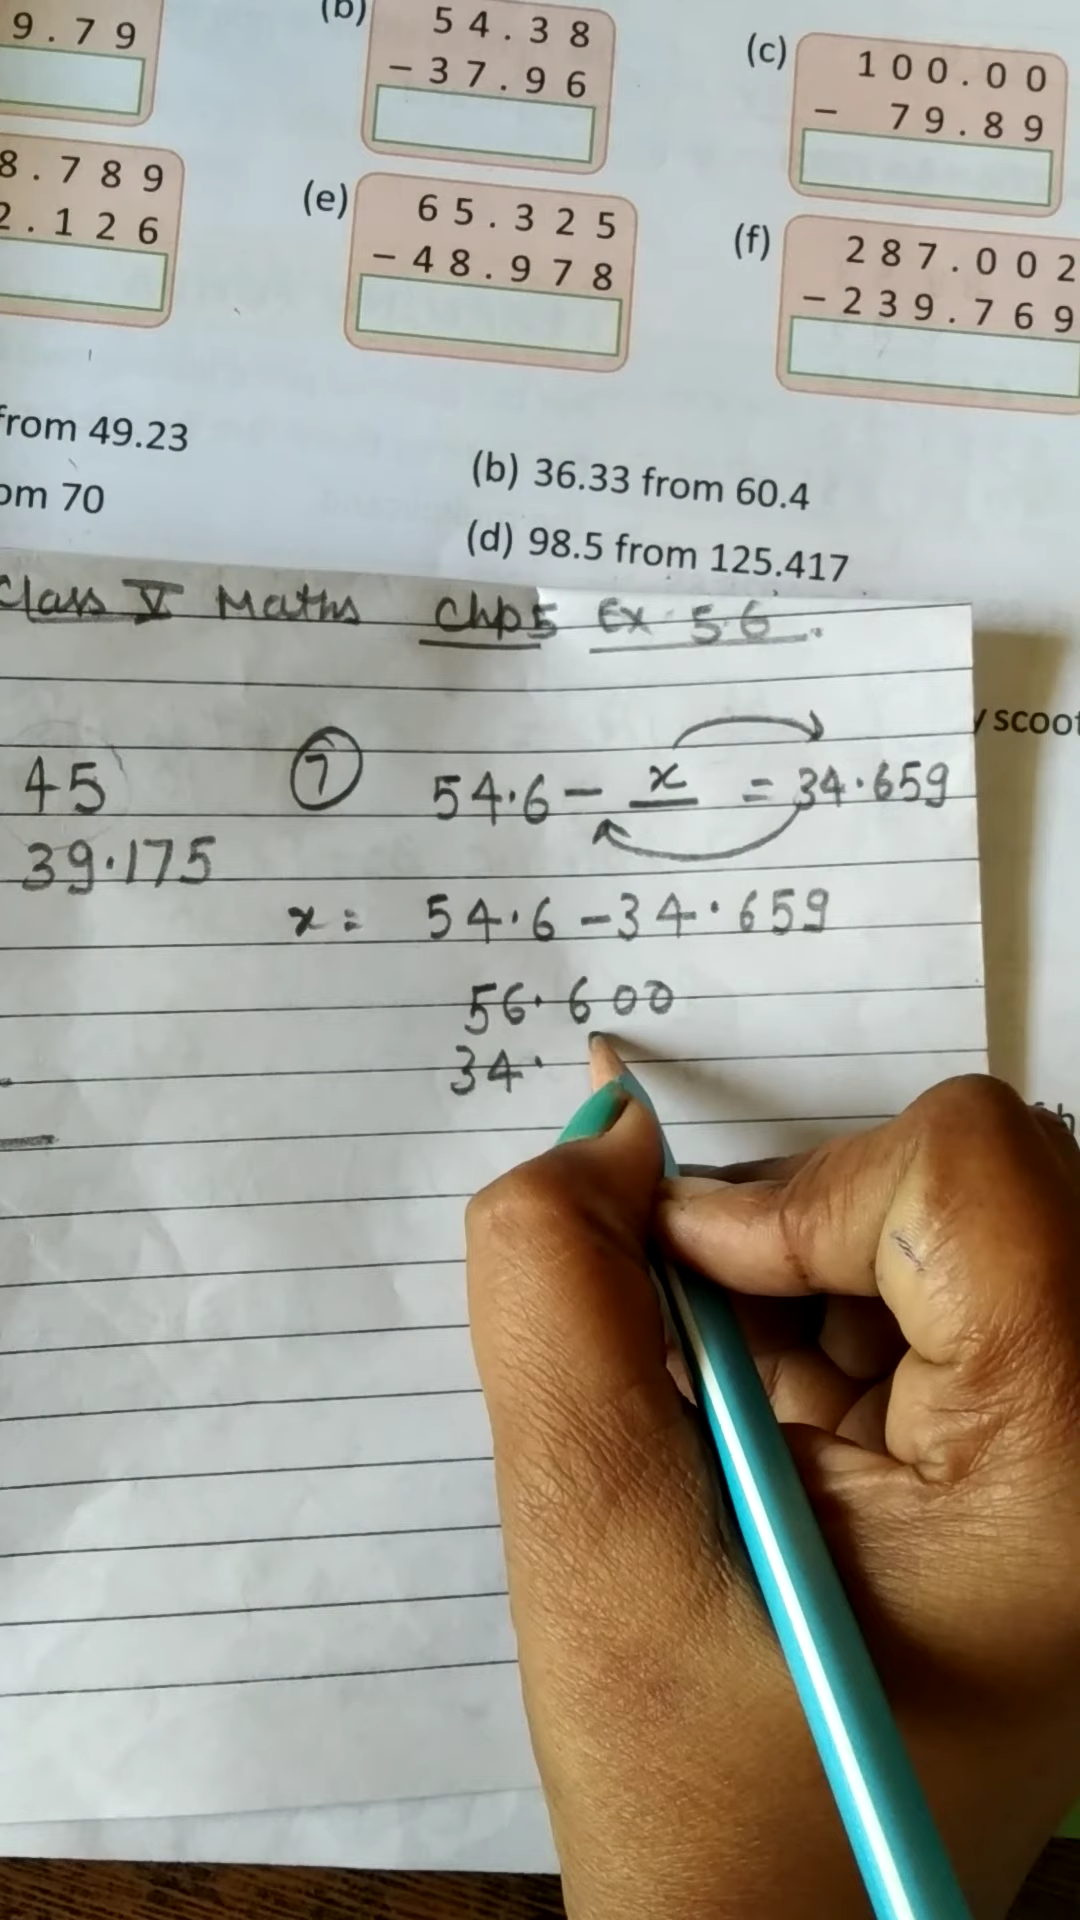 9.79
(b) 54.38
- 37.96
(c) 100.00
- 79.89
8.789
2.126
(e) 65.325
- 48.978
(f) 287.002
- 239.769
from 49.23
(b) 36.33 from 60.4
om 70
(d) 98.5 from 125.417
Class V Maths Chp 5 Ex 5.6.
y scoot
45
39.175
7 54.6 - x = 34.659
x = 54.6 - 34.659
56.600
34.